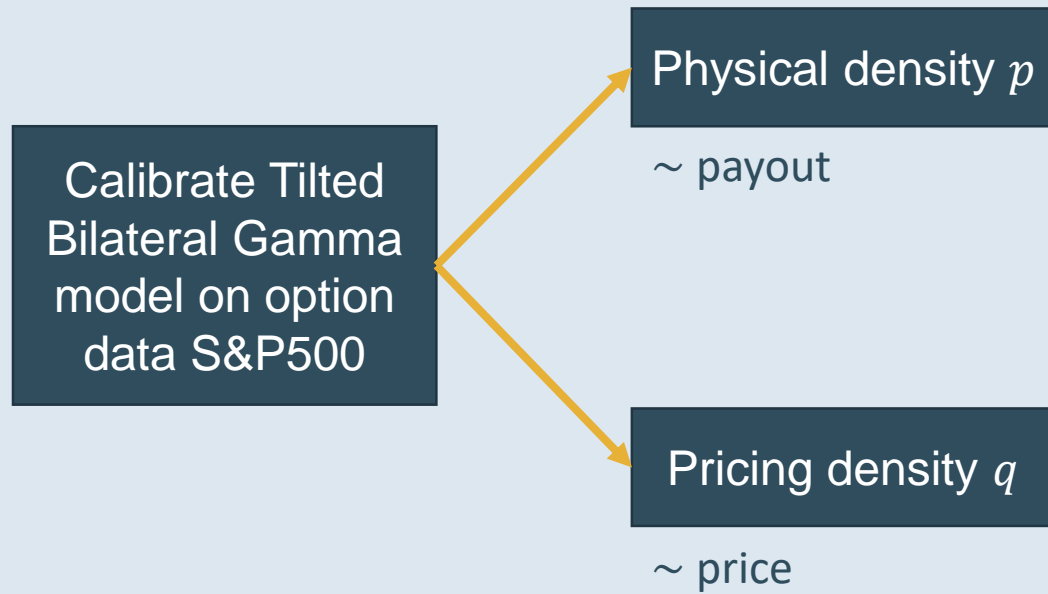 Physical density p
~ payout
Calibrate Tilted
Bilateral Gamma
model on option
data S&P500
Pricing density q
~ price